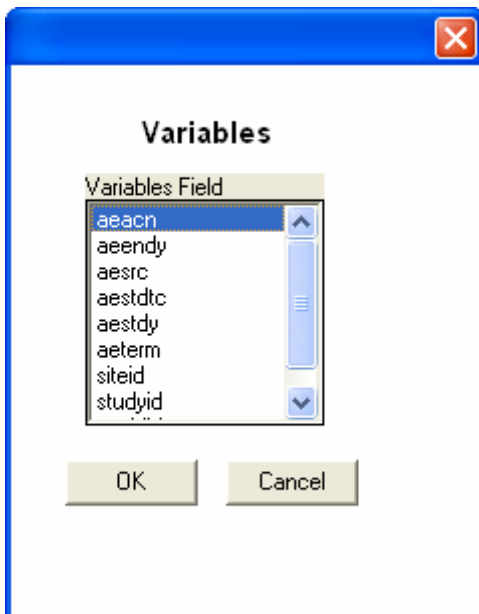 Variables
Variables Field
aeacn
aeendy
aesrc
aestdtc
aestdy
aeterm
siteid
studyid
OK
Cancel